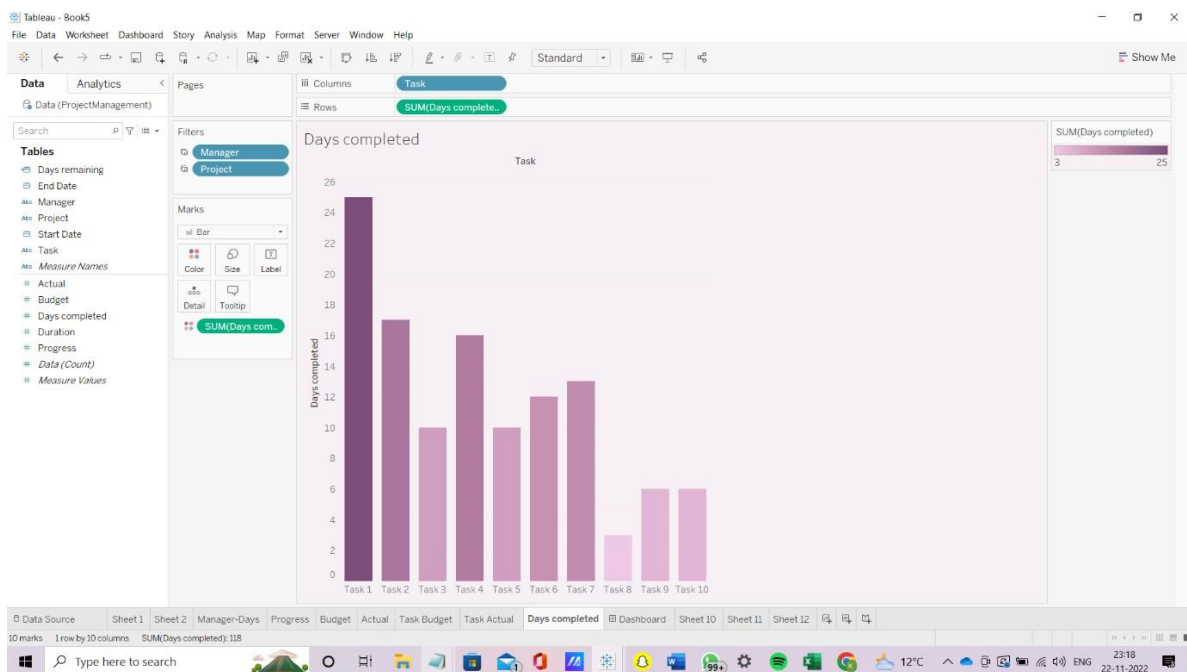 Tableau - Book5
File Data Worksheet Dashboard Story Analysis Map Format Server Window Help
Standard
Show Me
Data Analytics
Data (ProjectManagement)
Search
Tables
Days remaining
End Date
Abc Manager
Abc Project
Start Date
Abc Task
Abc Measure Names
# Actual
# Budget
# Days completed
# Duration
# Progress
# Data (Count)
# Measure Values
Pages
Filters
Manager
Project
Marks
Bar
Color Size Label
Detail Tooltip
SUM(Days com..
iii Columns Task
Rows SUM(Days complete..
Days completed
Task
Days completed
26
24
22
20
18
16
14
12
10
8
6
4
2
0
Task 1 Task 2 Task 3 Task 4 Task 5 Task 6 Task 7 Task 8 Task 9 Task 10
SUM(Days completed)
3 25
Data Source Sheet 1 Sheet 2 Manager-Days Progress Budget Actual Task Budget Task Actual Days completed Dashboard Sheet 10 Sheet 11 Sheet 12
10 marks 1 row by 10 columns SUM(Days completed): 118
Type here to search
99+
12°C
ENG
23:18
22-11-2022